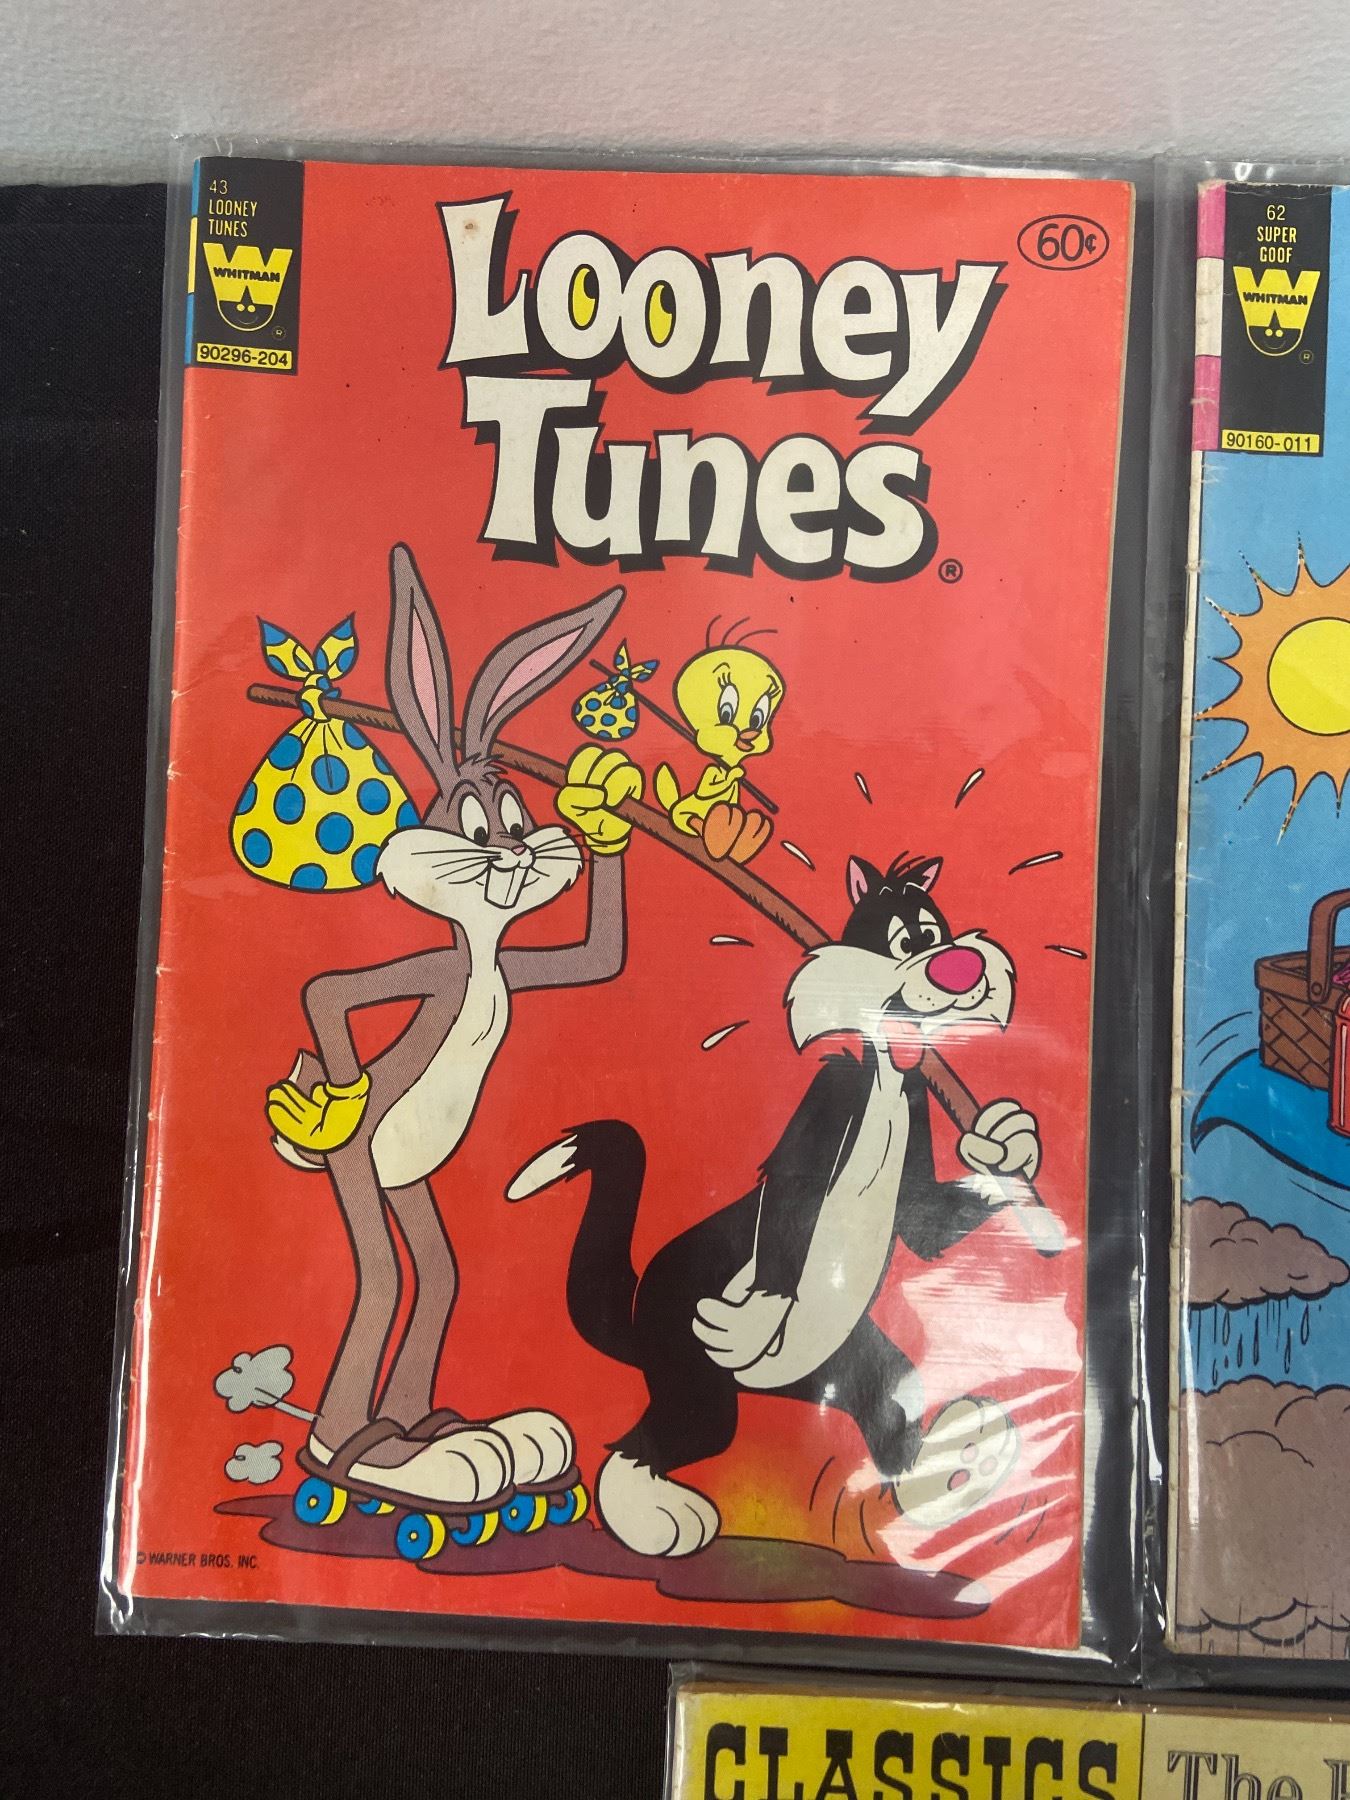 43
LOONEY
TUNES
WHITMAN
®
90296-204
LOONEY
TUNES®
60¢
© WARNER BROS. INC.
62
SUPER
GOOF
WHITMAN
®
90160-011
CLASSICS
The